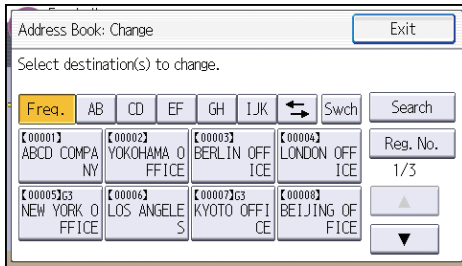 Address Book: Change
Exit
Select destination(s) to change.
Freq.
AB
CD
EF
GH
IJK
Swch
Search
【00001】
ABCD COMPA
NY
【00002】
YOKOHAMA O
FFICE
【00003】
BERLIN OFF
ICE
【00004】
LONDON OFF
ICE
Reg. No.
1/3
【00005】G3
NEW YORK O
FFICE
【00006】
LOS ANGELE
S
【00007】G3
KYOTO OFFI
CE
【00008】
BEIJING OF
FICE
▲
▼